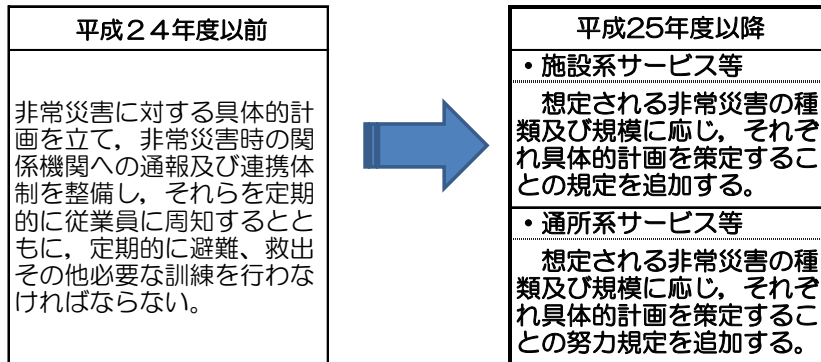 平成２４年度以前
非常災害に対する具体的計
画を立て，非常災害時の関
係機関への通報及び連携体
制を整備し，それらを定期
的に従業員に周知するとと
もに，定期的に避難、救出
その他必要な訓練を行わな
ければならない。
平成25年度以降
・施設系サービス等
　想定される非常災害の種
類及び規模に応じ，それぞ
れ具体的計画を策定するこ
との規定を追加する。
・通所系サービス等
　想定される非常災害の種
類及び規模に応じ，それぞ
れ具体的計画を策定するこ
との努力規定を追加する。